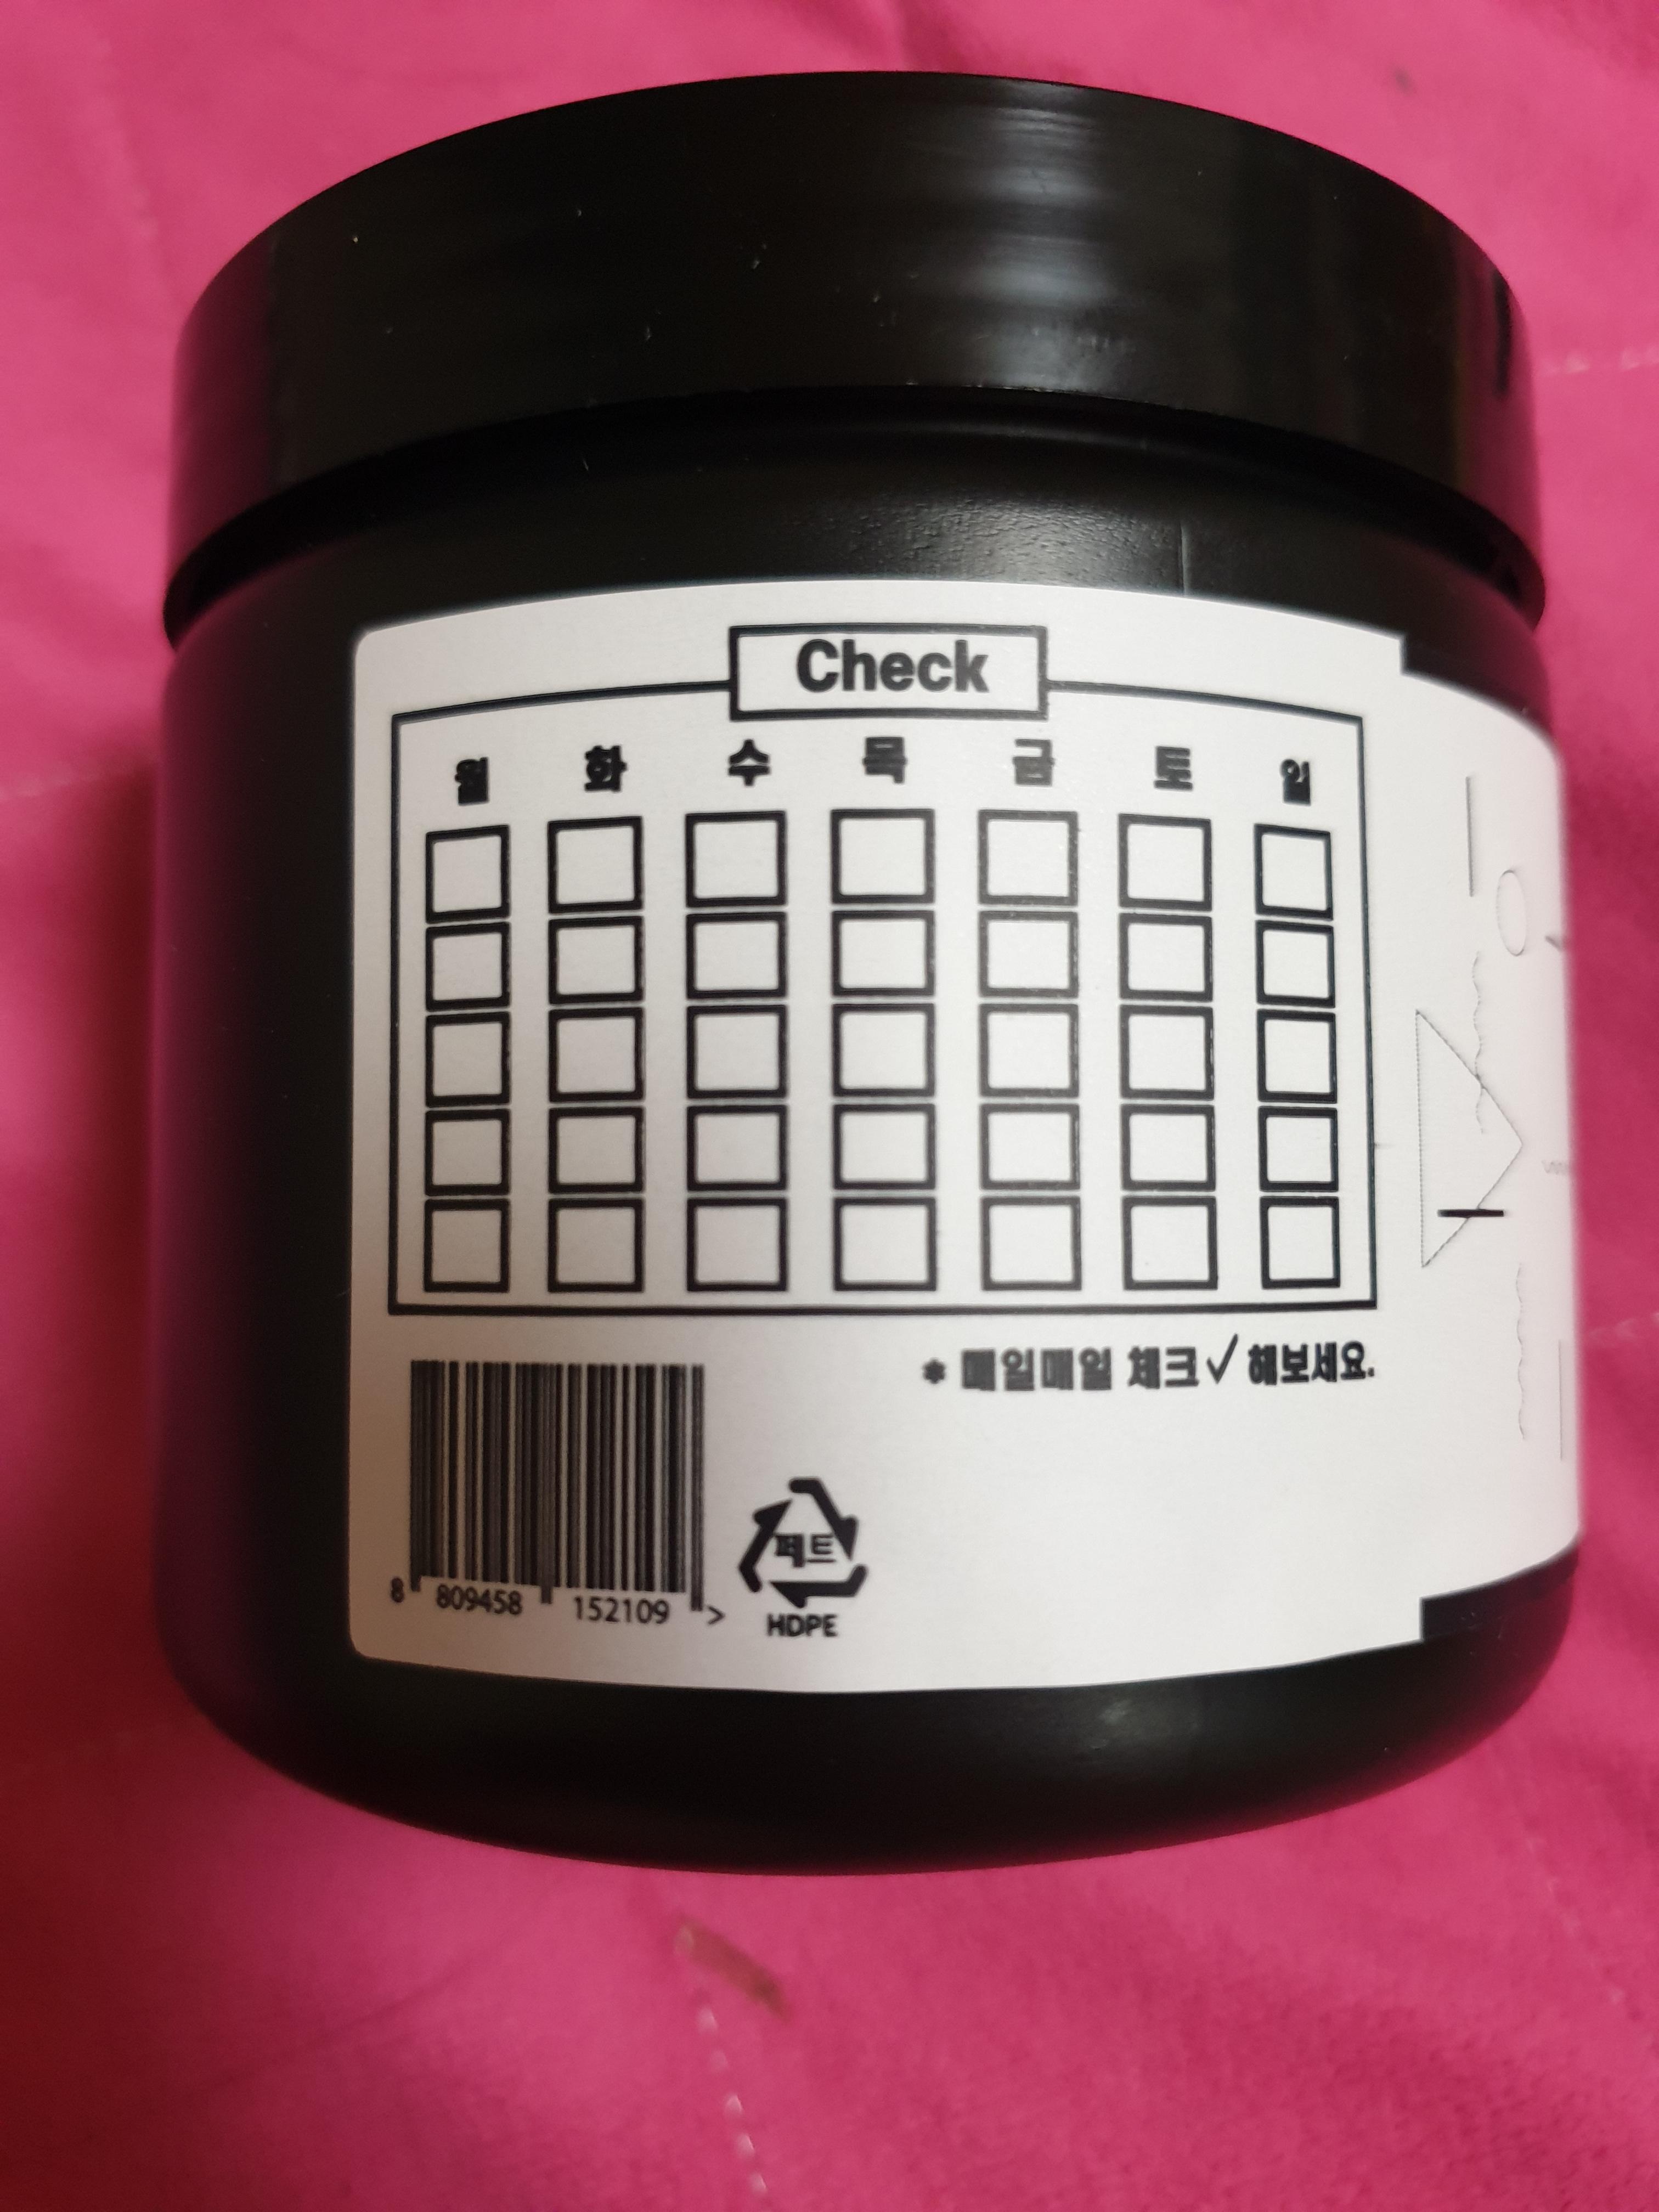 Check
월 화 수 목 금 토 일
* 매일매일 체크✓ 해보세요.
페트
HDPE
8 809458 152109 >